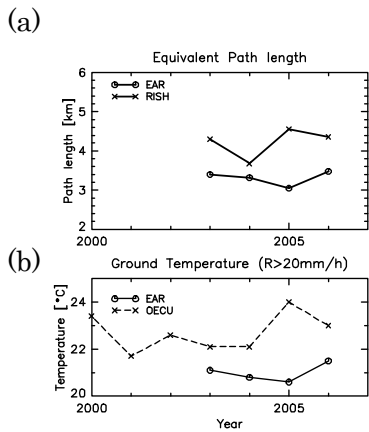 (a)
Equivalent Path length
6
EAR
RISH
5
4
3
2
Path length [km]
2000
2005
(b)
Ground Temperature (R>20mm/h)
EAR
OECU
24
22
20
Temperature [°C]
2000
2005
Year